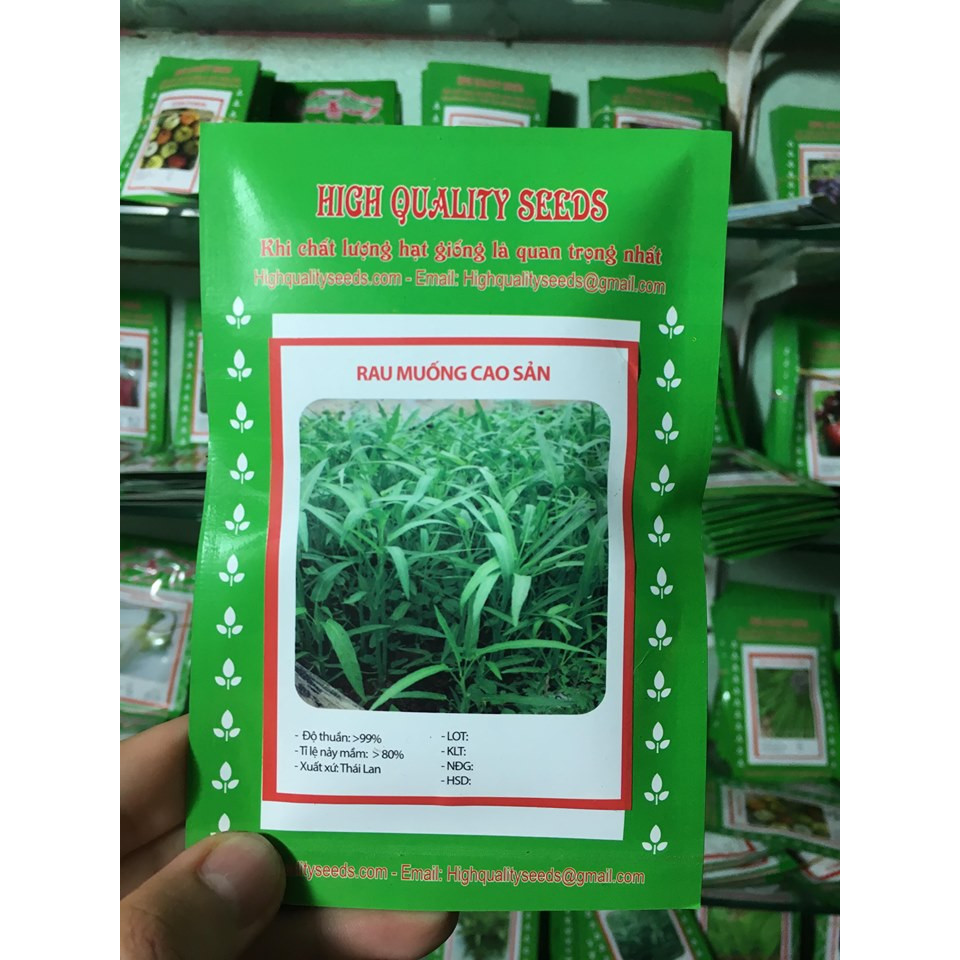 HIGH QUALITY SEEDS
Khi chất lượng hạt giống là quan trọng nhất
Highqualityseeds.com - Email: Highqualityseeds@gmail.com
RAU MUỐNG CAO SẢN
- Độ thuần: >99%
- Tỉ lệ nảy mầm: > 80%
- Xuất xứ: Thái Lan
- LOT:
- KLT:
- NĐG:
- HSD:
lityseeds.com - Email: Highqualityseeds@gmail.com